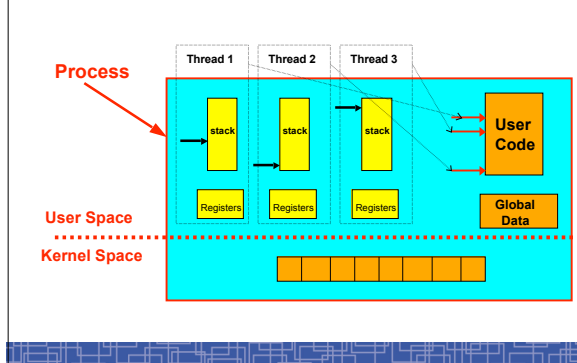 Thread 1
Thread 2
Thread 3
Process
stack
stack
stack
User
Code
Registers
Registers
Registers
Global
Data
User Space
Kernel Space